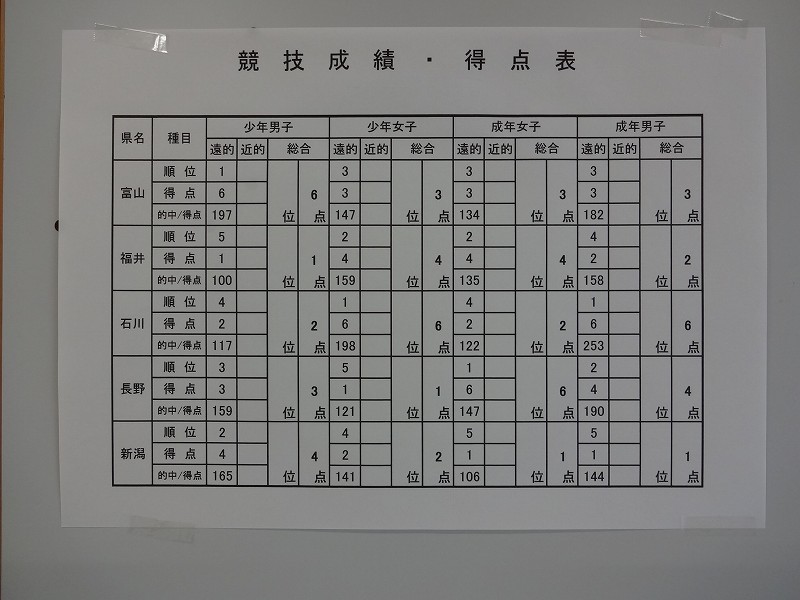 競技成績・得点表
県名 種目 少年男子 少年女子 成年女子 成年男子
遠的 近的 総合 遠的 近的 総合 遠的 近的 総合 遠的 近的 総合
富山 順位 1 3 3 3
得点 6 6 3 3 3 3 3 3
的中/得点 197 位 点 147 位 点 134 位 点 182 位 点
福井 順位 5 2 2 4
得点 1 1 4 4 4 4 2 2
的中/得点 100 位 点 159 位 点 135 位 点 158 位 点
石川 順位 4 1 4 1
得点 2 2 6 6 2 2 6 6
的中/得点 117 位 点 198 位 点 122 位 点 253 位 点
長野 順位 3 5 1 2
得点 3 3 1 1 6 6 4 4
的中/得点 159 位 点 121 位 点 147 位 点 190 位 点
新潟 順位 2 4 5 5
得点 4 4 2 2 1 1 1 1
的中/得点 165 位 点 141 位 点 106 位 点 144 位 点